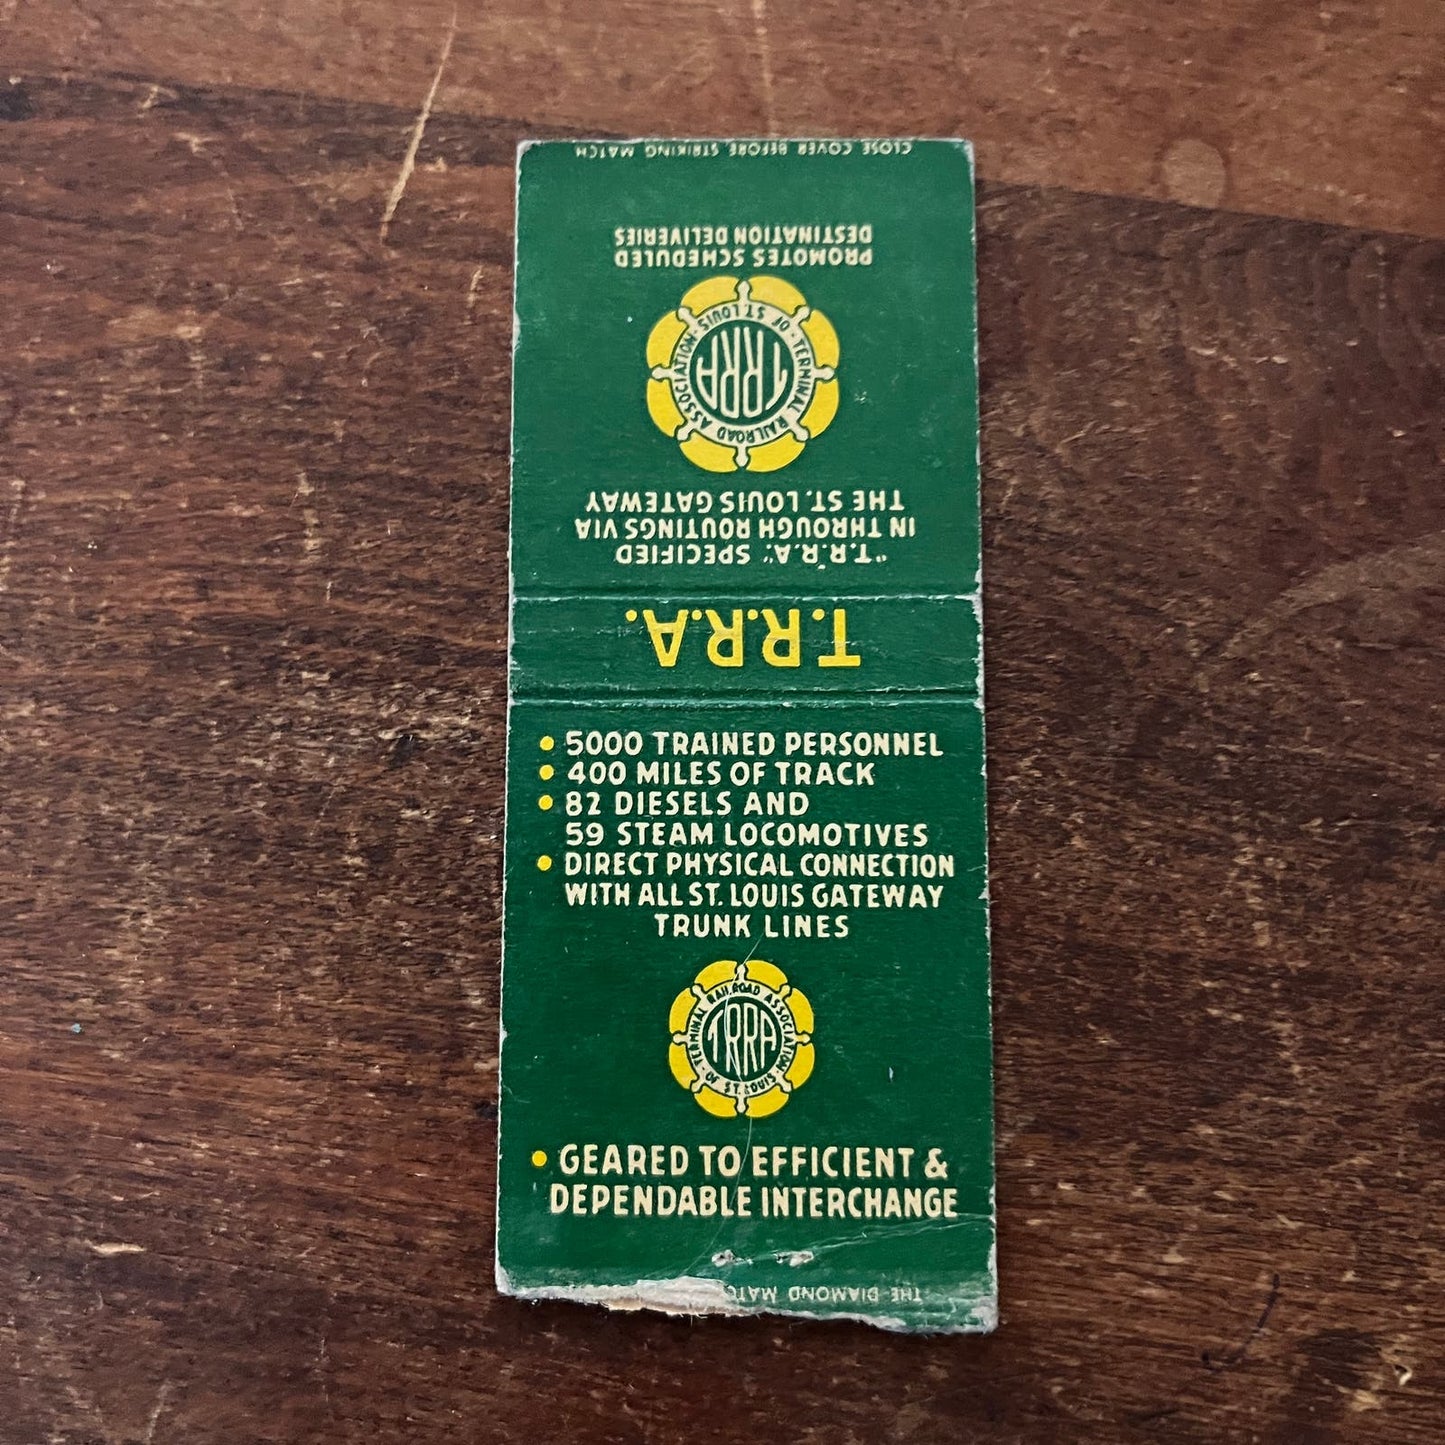 CLOSE COVER BEFORE STRIKING MATCH
PROMOTES SCHEDULED
DESTINATION DELIVERIES
TERMINAL RAILROAD ASSOCIATION
OF ST. LOUIS
TRRA
"T.R.R.A." SPECIFIED
IN THROUGH ROUTINGS VIA
THE ST. LOUIS GATEWAY
T.R.R.A.
• 5000 TRAINED PERSONNEL
• 400 MILES OF TRACK
• 82 DIESELS AND
59 STEAM LOCOMOTIVES
• DIRECT PHYSICAL CONNECTION
WITH ALL ST. LOUIS GATEWAY
TRUNK LINES
TERMINAL RAILROAD ASSOCIATION
OF ST. LOUIS
TRRA
• GEARED TO EFFICIENT &
DEPENDABLE INTERCHANGE
THE DIAMOND MATC